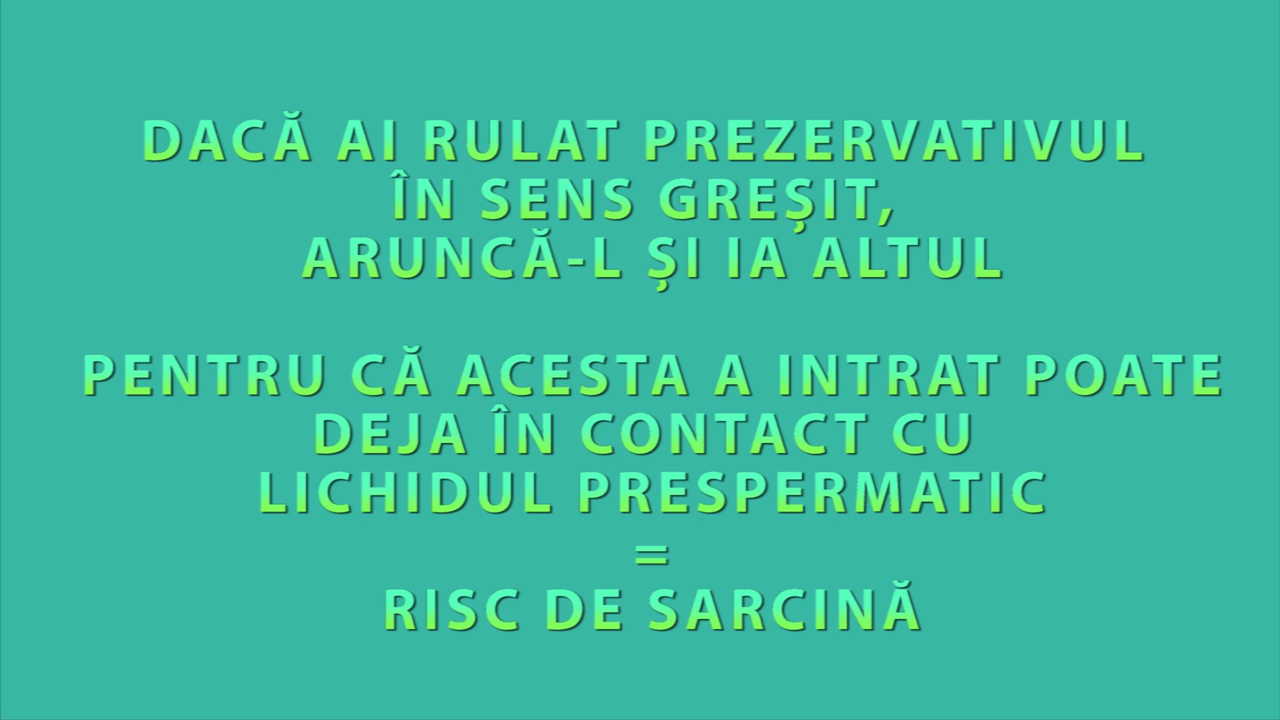 DACĂ AI RULAT PREZERVATIVUL
ÎN SENS GREȘIT,
ARUNCĂ-L ȘI IA ALTUL
PENTRU CĂ ACESTA A INTRAT POATE
DEJA ÎN CONTACT CU
LICHIDUL PRESPERMATIC
=
RISC DE SARCINĂ